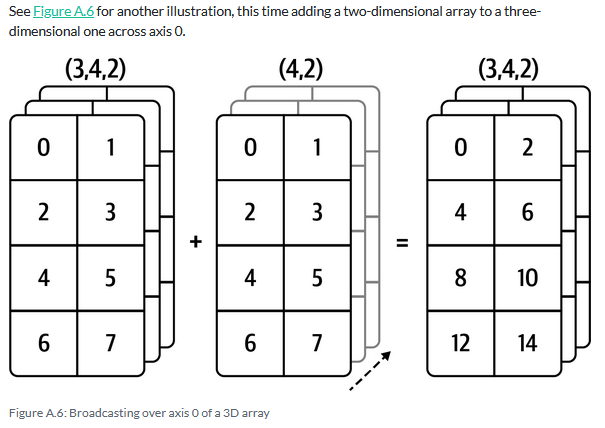 See Figure A.6 for another illustration, this time adding a two-dimensional array to a three-
dimensional one across axis 0.
(3,4,2) (4,2) (3,4,2)
0 1 0 1 0 2
2 3 2 3 4 6
+ =
4 5 4 5 8 10
6 7 6 7 12 14
Figure A.6: Broadcasting over axis 0 of a 3D array